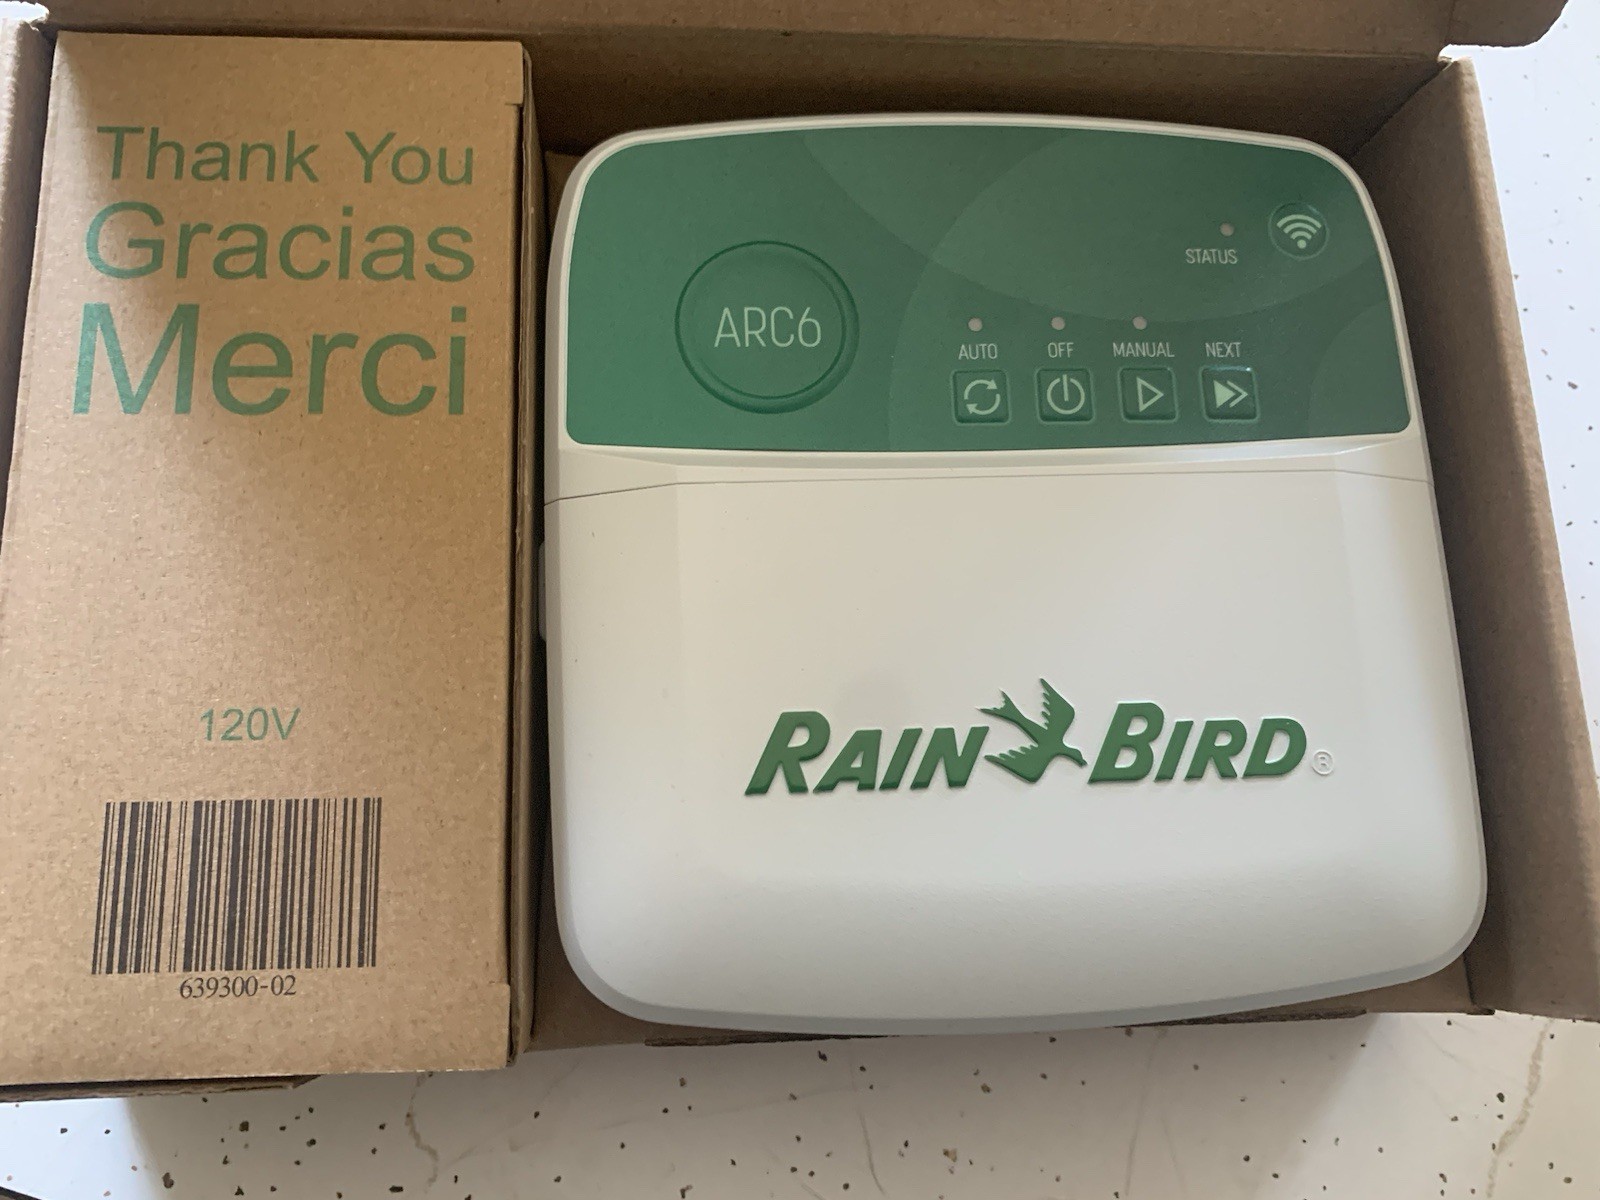 Thank You
Gracias
Merci
120V
639300-02
ARC6
STATUS
AUTO OFF MANUAL NEXT
RAIN BIRD®